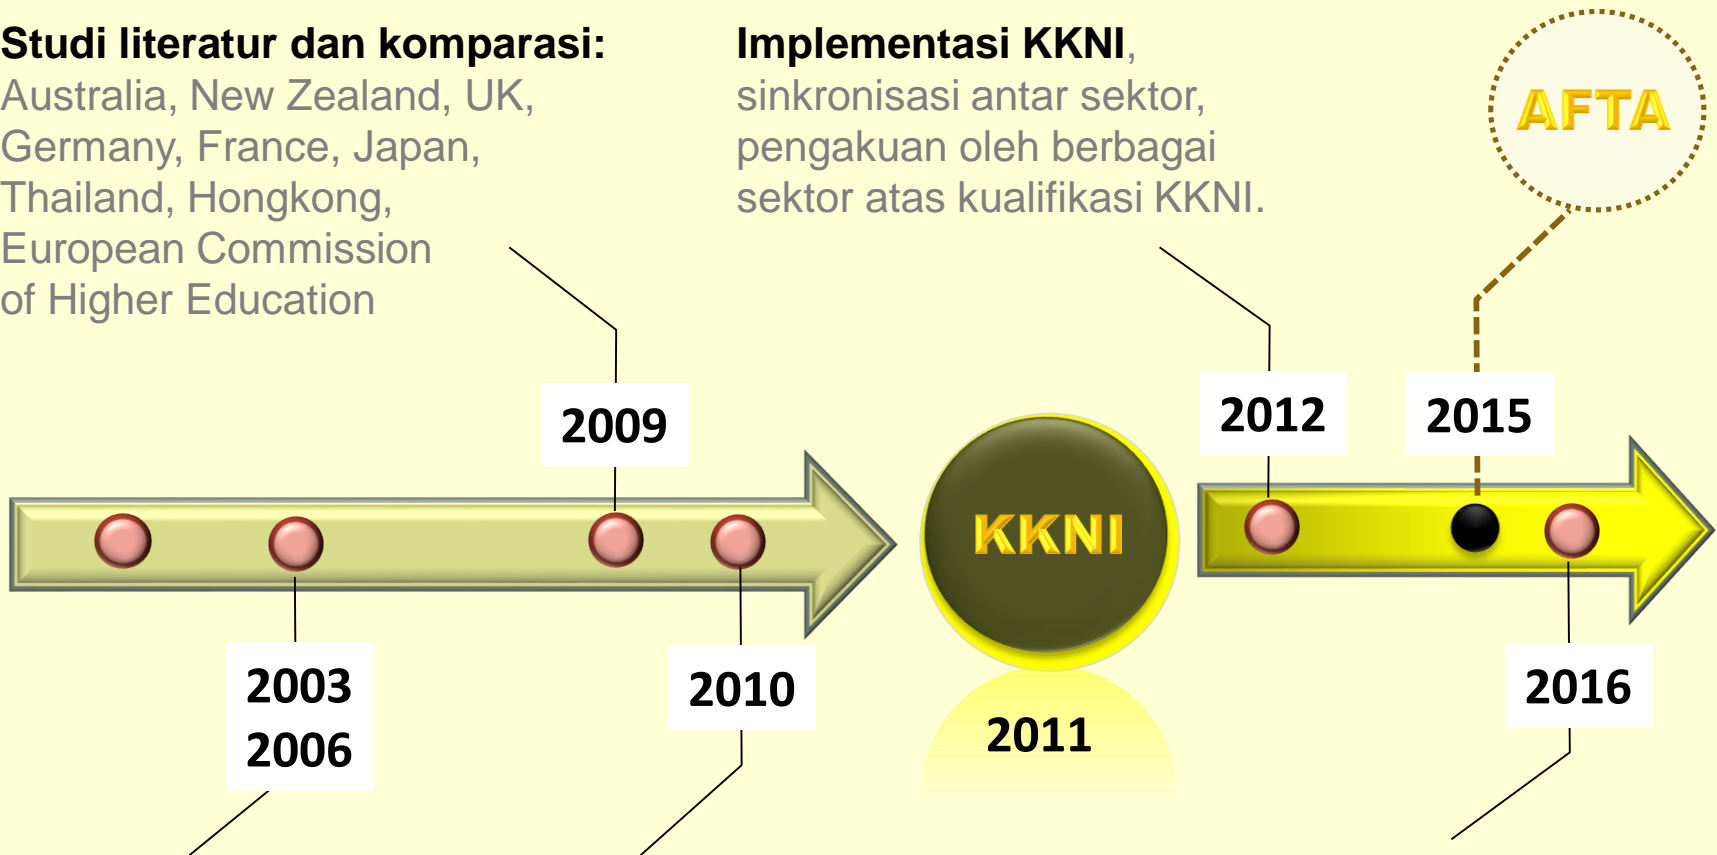 Studi literatur dan komparasi:
Australia, New Zealand, UK,
Germany, France, Japan,
Thailand, Hongkong,
European Commission
of Higher Education
Implementasi KKNI,
sinkronisasi antar sektor,
pengakuan oleh berbagai
sektor atas kualifikasi KKNI.
AFTA
2009
2012
2015
KKNI
2003
2006
2010
2011
2016